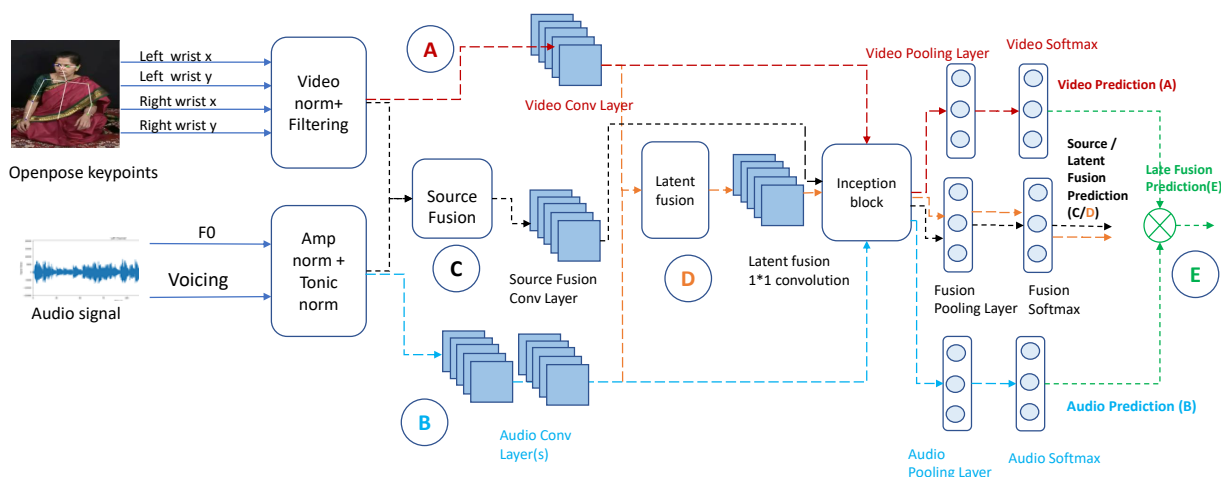 Left wrist x
Left wrist y
Right wrist x
Right wrist y
Openpose keypoints
Video
norm+
Filtering
A
Video Conv Layer
F0
Voicing
Audio signal
Amp
norm +
Tonic
norm
Source
Fusion
C
Source Fusion
Conv Layer
B
Audio Conv
Layer(s)
Latent
fusion
D
Latent fusion
1*1 convolution
Inception
block
Video Pooling Layer
Video Softmax
Video Prediction (A)
Source /
Latent
Fusion
Prediction
(C/D)
Late Fusion
Prediction(E)
E
Fusion
Pooling Layer
Fusion
Softmax
Audio Prediction (B)
Audio
Pooling Layer
Audio Softmax